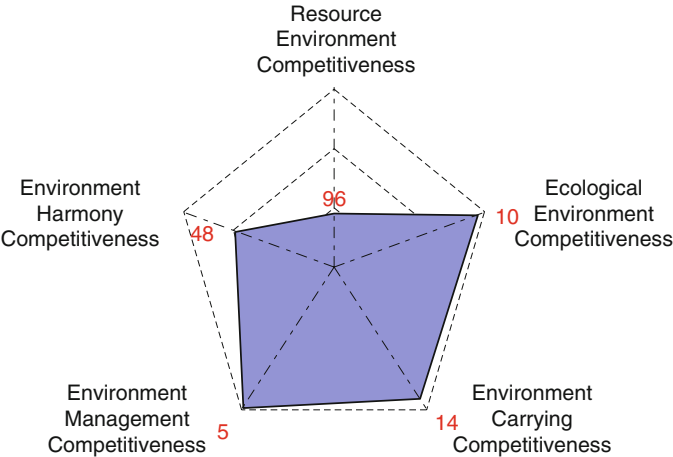 Resource
Environment
Competitiveness
96
Environment
Harmony
Competitiveness
48
Ecological
Environment
Competitiveness
10
Environment
Management
Competitiveness
5
Environment
Carrying
Competitiveness
14